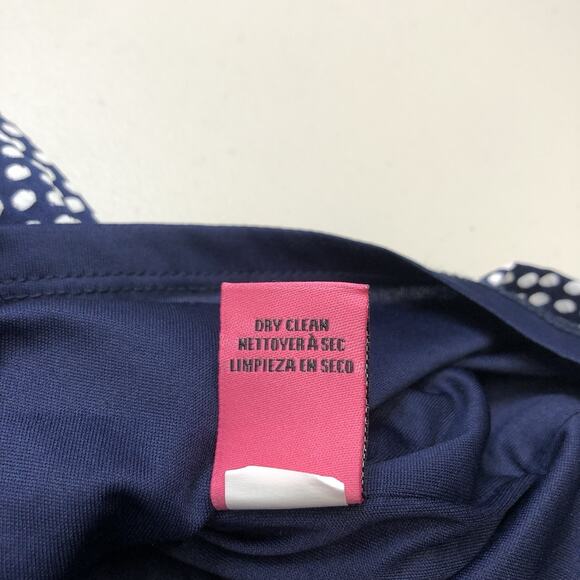 DRY CLEAN
NETTOYER À SEC
LIMPIEZA EN SECO